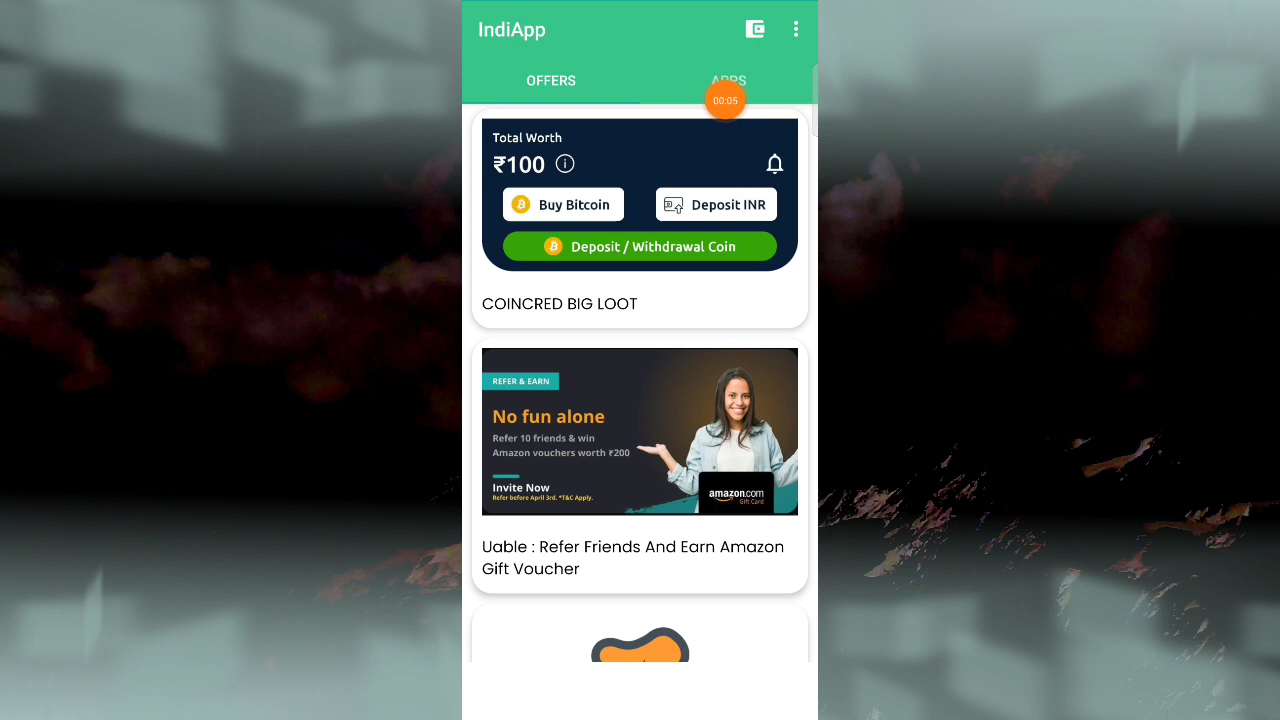 IndiApp
OFFERS
APPS
00:05
Total Worth
₹100
Buy Bitcoin
Deposit INR
Deposit / Withdrawal Coin
COINCRED BIG LOOT
REFER & EARN
No fun alone
Refer 10 friends & win
Amazon vouchers worth ₹200
Invite Now
Refer before April 3rd. *T&C Apply.
amazon.com
Gift Card
Uable : Refer Friends And Earn Amazon
Gift Voucher